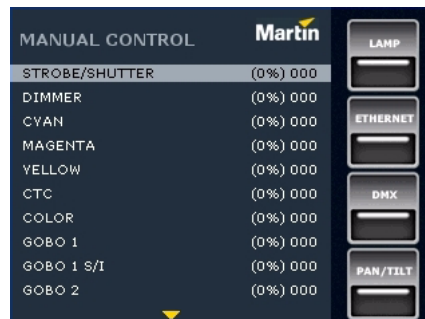 MANUAL CONTROL
Martin
STROBE/SHUTTER (0%) 000
DIMMER (0%) 000
CYAN (0%) 000
MAGENTA (0%) 000
YELLOW (0%) 000
CTC (0%) 000
COLOR (0%) 000
GOBO 1 (0%) 000
GOBO 1 S/I (0%) 000
GOBO 2 (0%) 000
LAMP
ETHERNET
DMX
PAN/TILT